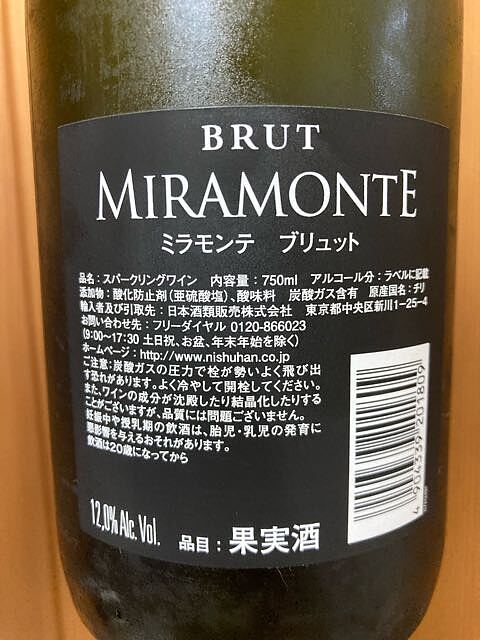 BRUT
MIRAMONTE
ミラモンテ ブリュット
品名：スパークリングワイン 内容量：750ml アルコール分：ラベルに記載
添加物：酸化防止剤（亜硫酸塩）、酸味料 炭酸ガス含有 原産国名：チリ
輸入者及び引取先：日本酒類販売株式会社 東京都中央区新川1-25-4
お問い合わせ先：フリーダイヤル 0120-866023
(9:00～17:30 土日祝、お盆、年末年始を除く)
ホームページ：http://www.nishuhan.co.jp
ご注意：炭酸ガスの圧力で栓が勢いよく飛び出
す恐れがあります。よく冷やして開栓してください。
また、ワインの成分が沈殿したり結晶化したりする
ことがございますが、品質には問題ございません。
妊娠中や授乳期の飲酒は、胎児・乳児の発育に
悪影響を与えるおそれがあります。
飲酒は20歳になってから
12,0% Alc. Vol.
品目：果実酒
4 904339 201809